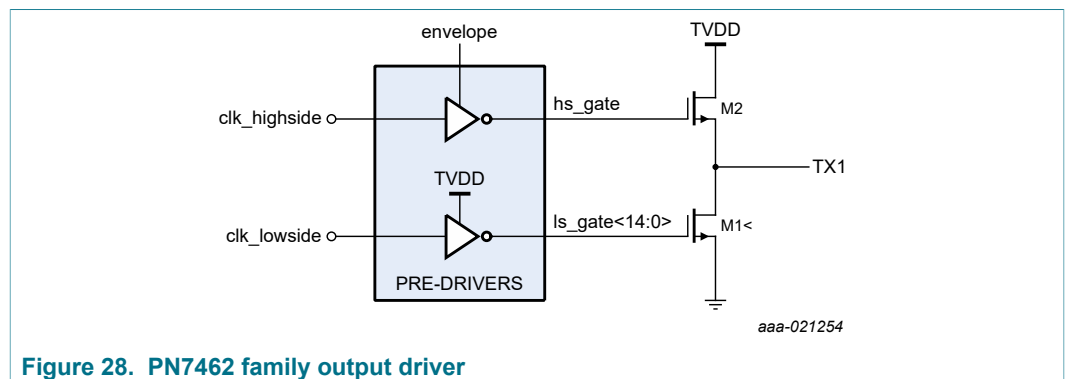 envelope
TVDD
clk_highside
hs_gate
M2
TX1
TVDD
clk_lowside
ls_gate<14:0>
M1<
PRE-DRIVERS
aaa-021254
Figure 28. PN7462 family output driver